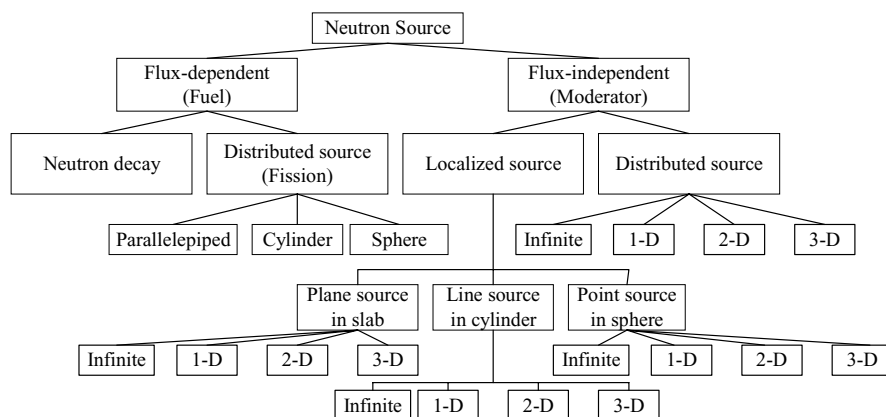 Neutron Source
Flux-dependent
(Fuel)
Flux-independent
(Moderator)
Neutron decay
Distributed source
(Fission)
Localized source
Distributed source
Parallelepiped
Cylinder
Sphere
Infinite
1-D
2-D
3-D
Plane source
in slab
Line source
in cylinder
Point source
in sphere
Infinite
1-D
2-D
3-D
Infinite
1-D
2-D
3-D
Infinite
1-D
2-D
3-D